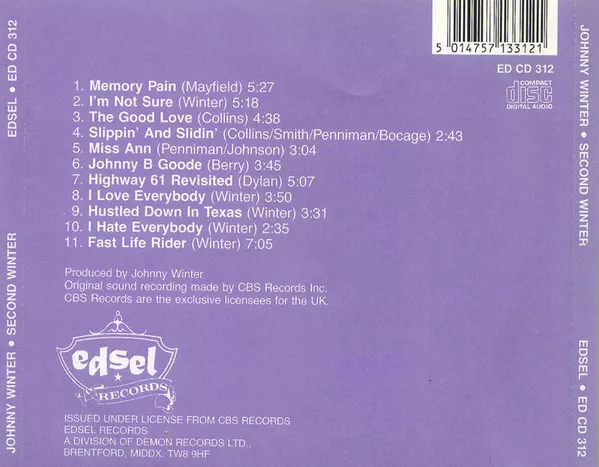 EDSEL • ED CD 312
JOHNNY WINTER • SECOND WINTER
5 014757 133121
ED CD 312
COMPACT
disc
DIGITAL AUDIO
1. Memory Pain (Mayfield) 5:27
2. I'm Not Sure (Winter) 5:18
3. The Good Love (Collins) 4:38
4. Slippin' And Slidin' (Collins/Smith/Penniman/Bocage) 2:43
5. Miss Ann (Penniman/Johnson) 3:04
6. Johnny B Goode (Berry) 3:45
7. Highway 61 Revisited (Dylan) 5:07
8. I Love Everybody (Winter) 3:50
9. Hustled Down In Texas (Winter) 3:31
10. I Hate Everybody (Winter) 2:35
11. Fast Life Rider (Winter) 7:05
Produced by Johnny Winter
Original sound recording made by CBS Records Inc.
CBS Records are the exclusive licensees for the UK.
edsel
RECORDS
ISSUED UNDER LICENSE FROM CBS RECORDS
EDSEL RECORDS
A DIVISION OF DEMON RECORDS LTD.,
BRENTFORD, MIDDX, TW8 9HF
JOHNNY WINTER • SECOND WINTER
EDSEL • ED CD 312